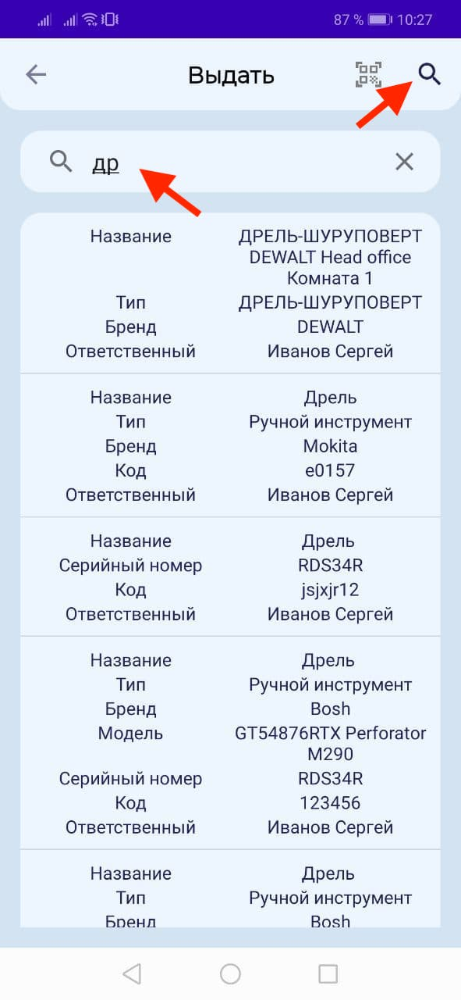 87 % 10:27
Выдать
др
Название ДРЕЛЬ-ШУРУПОВЕРТ
DEWALT Head office
Комната 1
Тип ДРЕЛЬ-ШУРУПОВЕРТ
Бренд DEWALT
Ответственный Иванов Сергей
Название Дрель
Тип Ручной инструмент
Бренд Mokita
Код e0157
Ответственный Иванов Сергей
Название Дрель
Серийный номер RDS34R
Код jsjxjr12
Ответственный Иванов Сергей
Название Дрель
Тип Ручной инструмент
Бренд Bosh
Модель GT54876RTX Perforator
M290
Серийный номер RDS34R
Код 123456
Ответственный Иванов Сергей
Название Дрель
Тип Ручной инструмент
Бренд Bosh